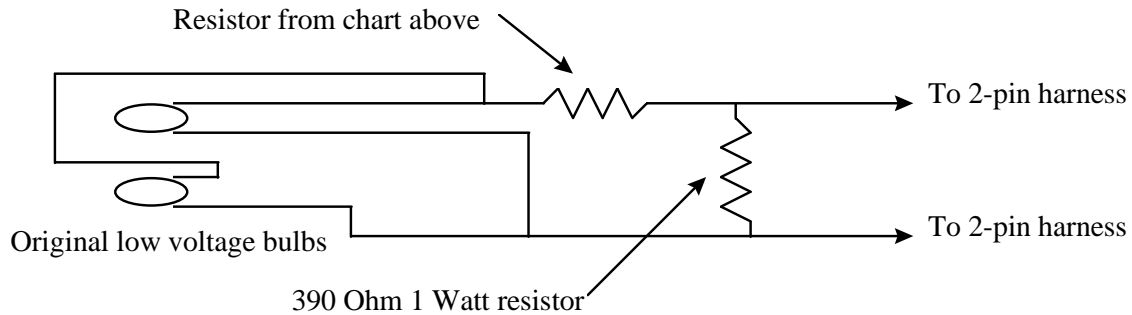 Resistor from chart above
To 2-pin harness
Original low voltage bulbs
To 2-pin harness
390 Ohm 1 Watt resistor